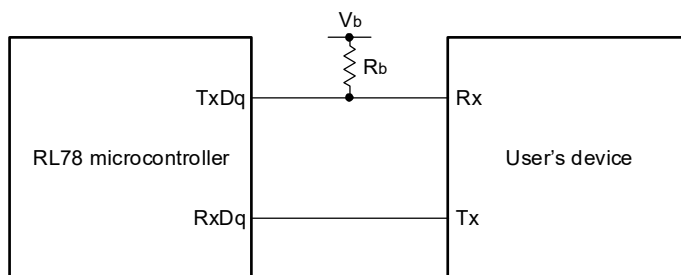 Vb
Rb
TxDq
Rx
RL78 microcontroller
User's device
RxDq
Tx